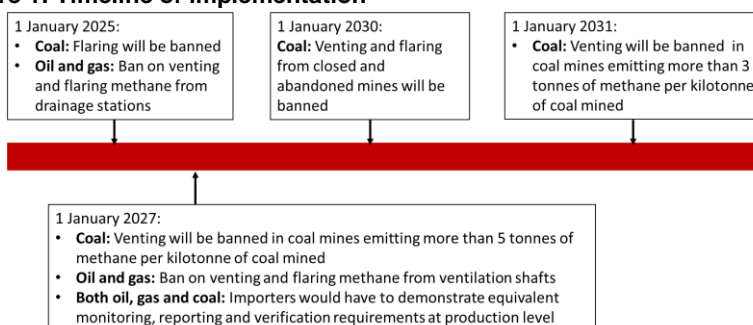 1 January 2025:
• Coal: Flaring will be banned
• Oil and gas: Ban on venting
and flaring methane from
drainage stations
1 January 2030:
Coal: Venting and flaring
from closed and
abandoned mines will be
banned
1 January 2031:
• Coal: Venting will be banned in
coal mines emitting more than 3
tonnes of methane per kilotonne
of coal mined
1 January 2027:
• Coal: Venting will be banned in coal mines emitting more than 5 tonnes of
methane per kilotonne of coal mined
• Oil and gas: Ban on venting and flaring methane from ventilation shafts
• Both oil, gas and coal: Importers would have to demonstrate equivalent
monitoring, reporting and verification requirements at production level